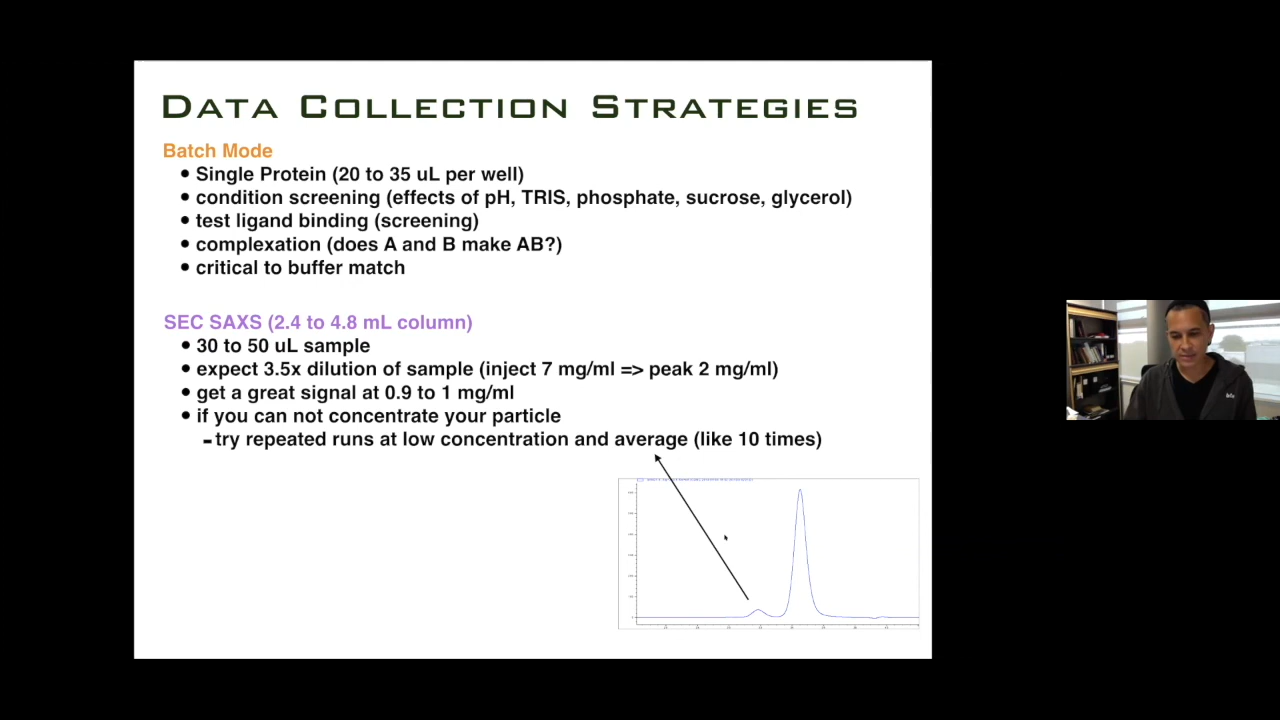 Data Collection Strategies
Batch Mode
• Single Protein (20 to 35 uL per well)
• condition screening (effects of pH, TRIS, phosphate, sucrose, glycerol)
• test ligand binding (screening)
• complexation (does A and B make AB?)
• critical to buffer match
SEC SAXS (2.4 to 4.8 mL column)
• 30 to 50 uL sample
• expect 3.5x dilution of sample (inject 7 mg/ml => peak 2 mg/ml)
• get a great signal at 0.9 to 1 mg/ml
• if you can not concentrate your particle
- try repeated runs at low concentration and average (like 10 times)